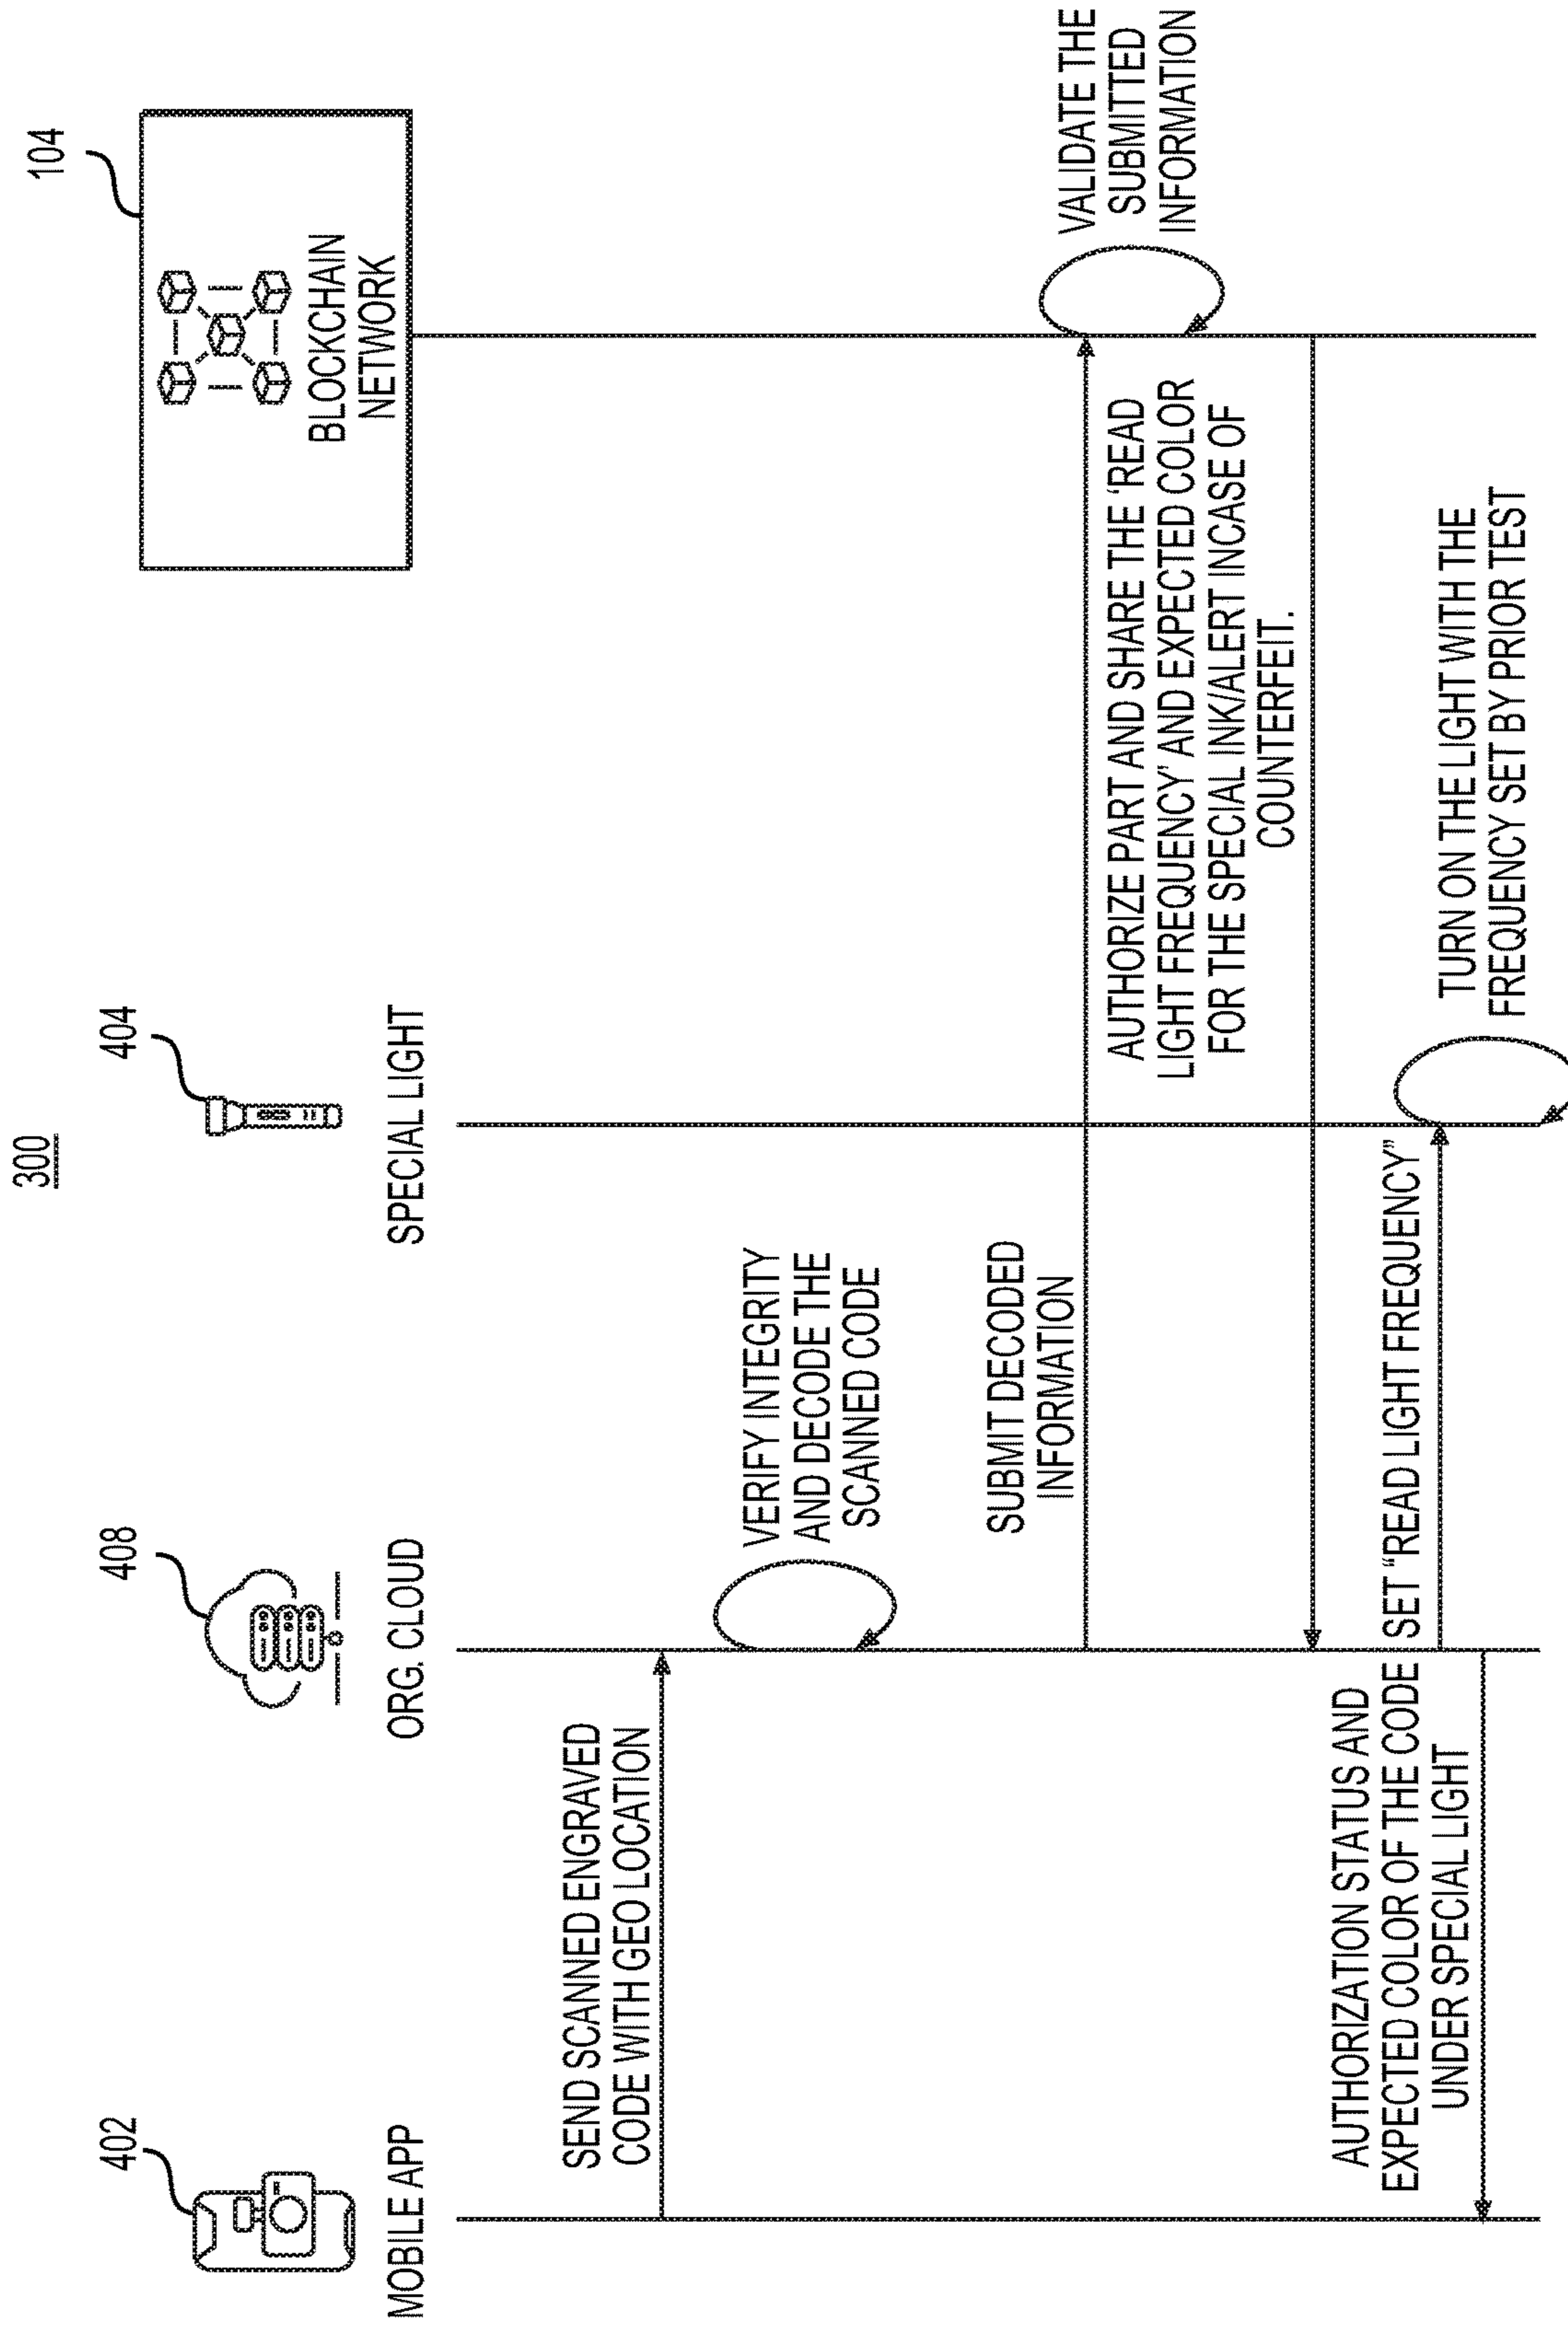 300
402
MOBILE APP
408
ORG. CLOUD
404
SPECIAL LIGHT
104
BLOCKCHAIN
NETWORK
SEND SCANNED ENGRAVED
CODE WITH GEO LOCATION
VERIFY INTEGRITY
AND DECODE THE
SCANNED CODE
SUBMIT DECODED
INFORMATION
VALIDATE THE
SUBMITTED
INFORMATION
AUTHORIZE PART AND SHARE THE 'READ
LIGHT FREQUENCY' AND EXPECTED COLOR
FOR THE SPECIAL INK/ALERT INCASE OF
COUNTERFEIT.
SET "READ LIGHT FREQUENCY"
AUTHORIZATION STATUS AND
EXPECTED COLOR OF THE CODE
UNDER SPECIAL LIGHT
TURN ON THE LIGHT WITH THE
FREQUENCY SET BY PRIOR TEST